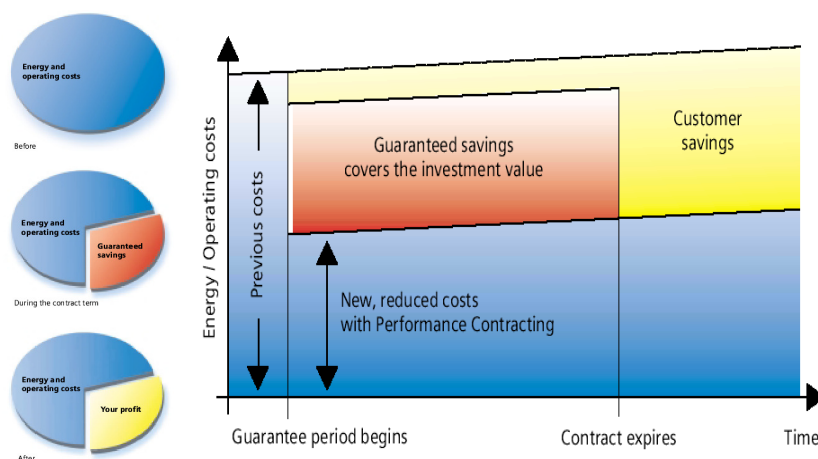 Energy and
operating costs
Before
Energy and
operating costs
Guaranteed
savings
During the contract term
Energy and
operating costs
Your profit
After
Energy / Operating costs
Previous costs
Guaranteed savings
covers the investment value
Customer
savings
New, reduced costs
with Performance Contracting
Guarantee period begins
Contract expires
Time